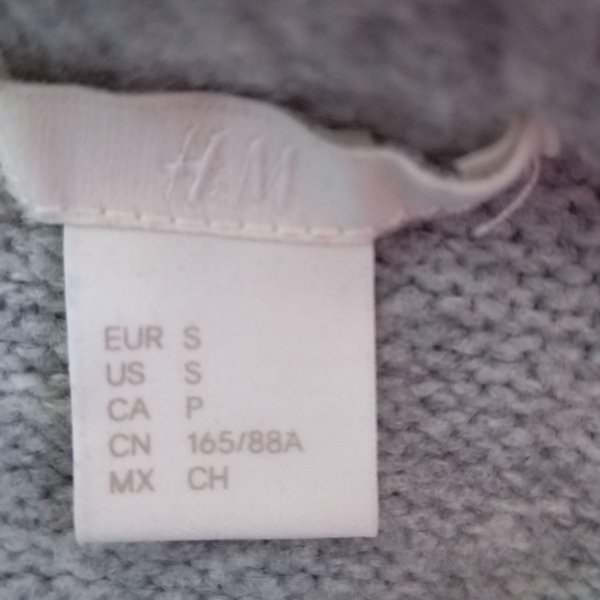 H&M
EUR S
US S
CA P
CN 165/88A
MX CH